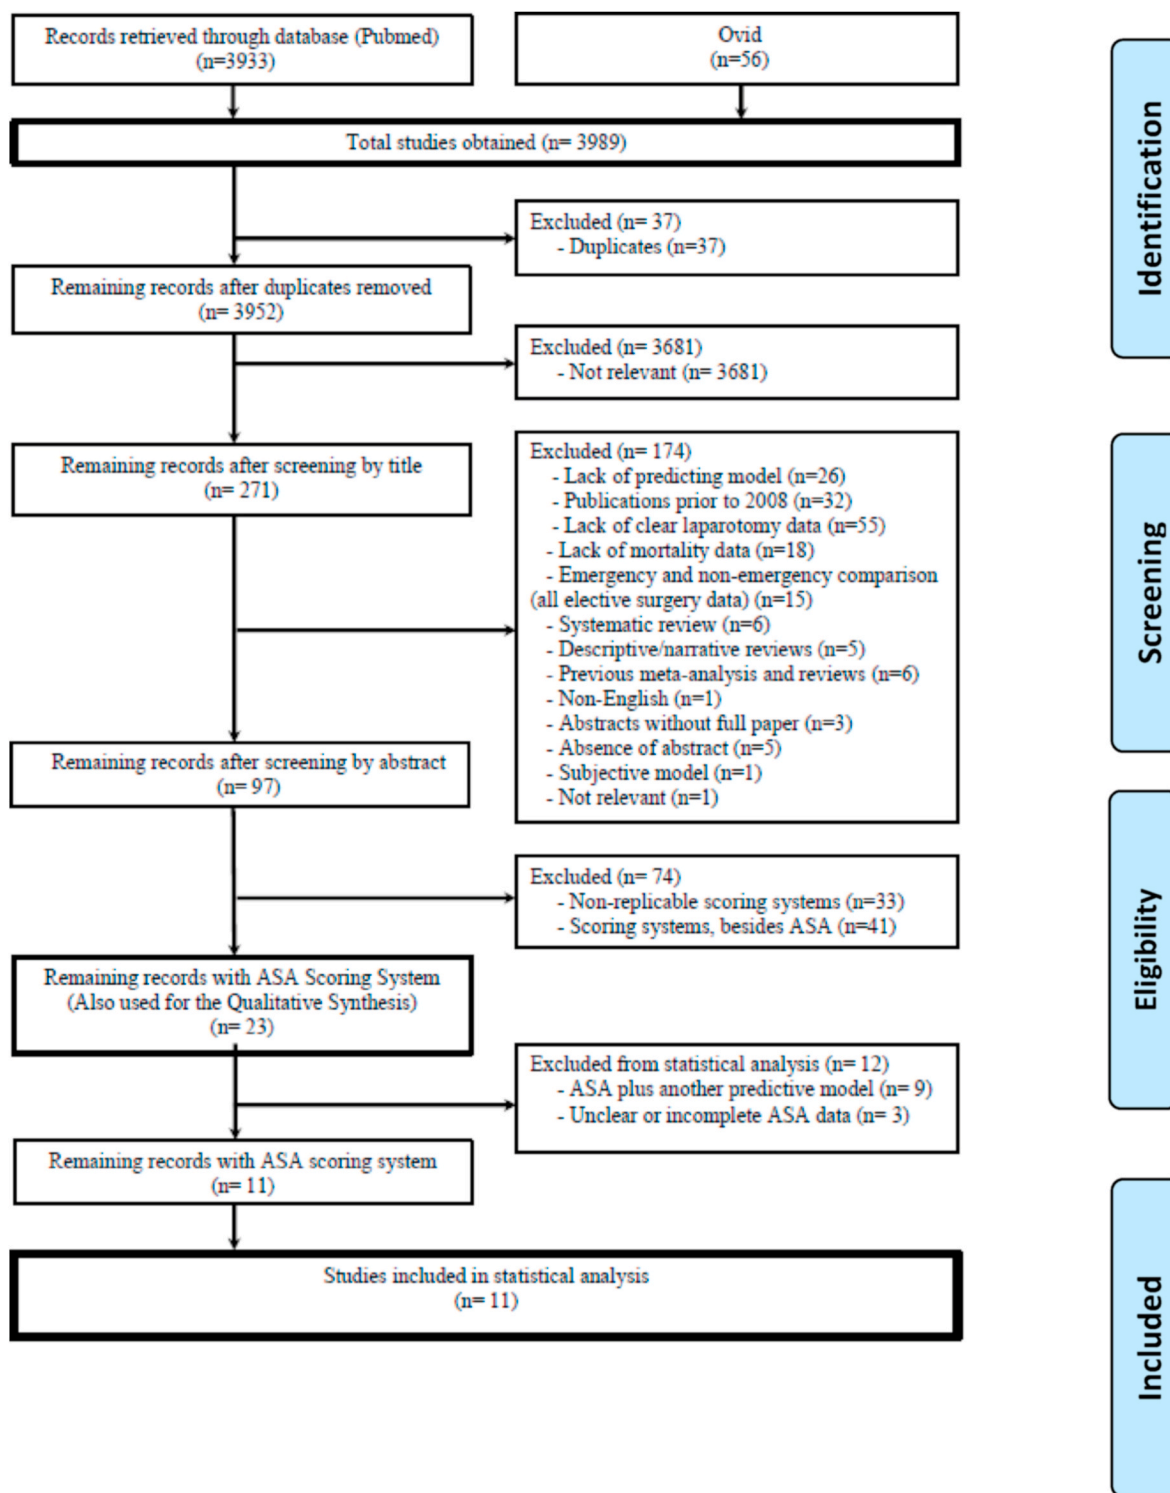 Records retrieved through database (Pubmed)
(n=3933)
Ovid
(n=56)
Total studies obtained (n= 3989)
Excluded (n= 37)
- Duplicates (n=37)
Remaining records after duplicates removed
(n= 3952)
Excluded (n= 3681)
- Not relevant (n= 3681)
Remaining records after screening by title
(n= 271)
Excluded (n= 174)
- Lack of predicting model (n=26)
- Publications prior to 2008 (n=32)
- Lack of clear laparotomy data (n=55)
- Lack of mortality data (n=18)
- Emergency and non-emergency comparison
(all elective surgery data) (n=15)
- Systematic review (n=6)
- Descriptive/narrative reviews (n=5)
- Previous meta-analysis and reviews (n=6)
- Non-English (n=1)
- Abstracts without full paper (n=3)
- Absence of abstract (n=5)
- Subjective model (n=1)
- Not relevant (n=1)
Remaining records after screening by abstract
(n= 97)
Excluded (n= 74)
- Non-replicable scoring systems (n=33)
- Scoring systems, besides ASA (n=41)
Remaining records with ASA Scoring System
(Also used for the Qualitative Synthesis)
(n= 23)
Excluded from statistical analysis (n= 12)
- ASA plus another predictive model (n= 9)
- Unclear or incomplete ASA data (n= 3)
Remaining records with ASA scoring system
(n= 11)
Studies included in statistical analysis
(n= 11)
Identification
Screening
Eligibility
Included